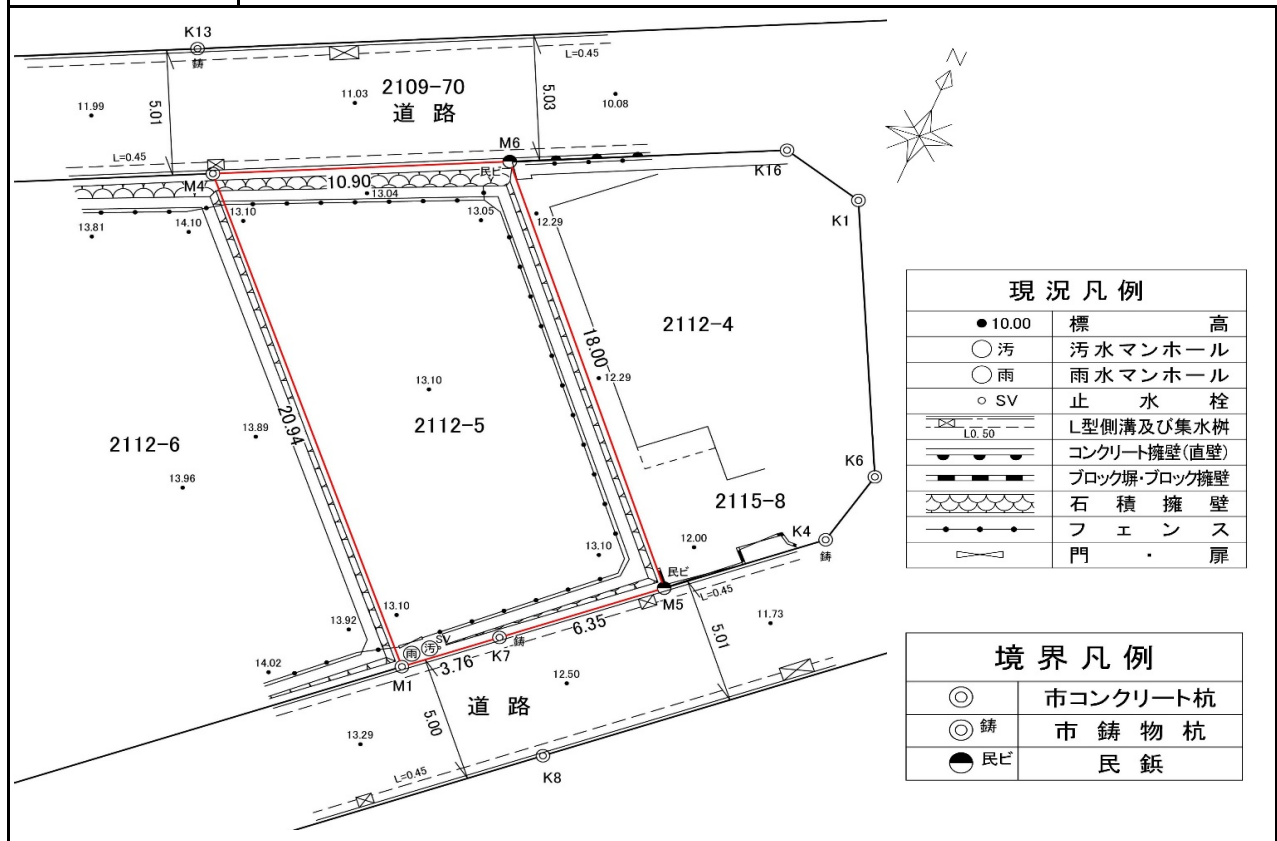 K13
鋳
L=0.45
N
2109-70
道 路
11.99
5.01
11.03
5.03
10.08
M6
L=0.45
K16
民ビ
M4
10.90
13.04
K1
13.10
13.05
12.29
13.81
14.10
2112-4
18.00
12.29
13.10
2112-5
20.94
13.89
2112-6
13.96
K6
2115-8
K4
鋳
13.10
12.00
民ビ
L=0.45
M5
11.73
13.10
13.92
SV
雨
汚
K7
鋳
6.35
5.01
14.02
M1
3.76
12.50
道 路
5.00
13.29
K8
L=0.45
現 況 凡 例
10.00 標 高
汚 汚水マンホール
雨 雨水マンホール
SV 止 水 栓
L0.50 L型側溝及び集水桝
コンクリート擁壁(直壁)
ブロック塀・ブロック擁壁
石 積 擁 壁
フ ェ ン ス
門 ・ 扉
境 界 凡 例
市コンクリート杭
鋳 市 鋳 物 杭
民ビ 民 鋲